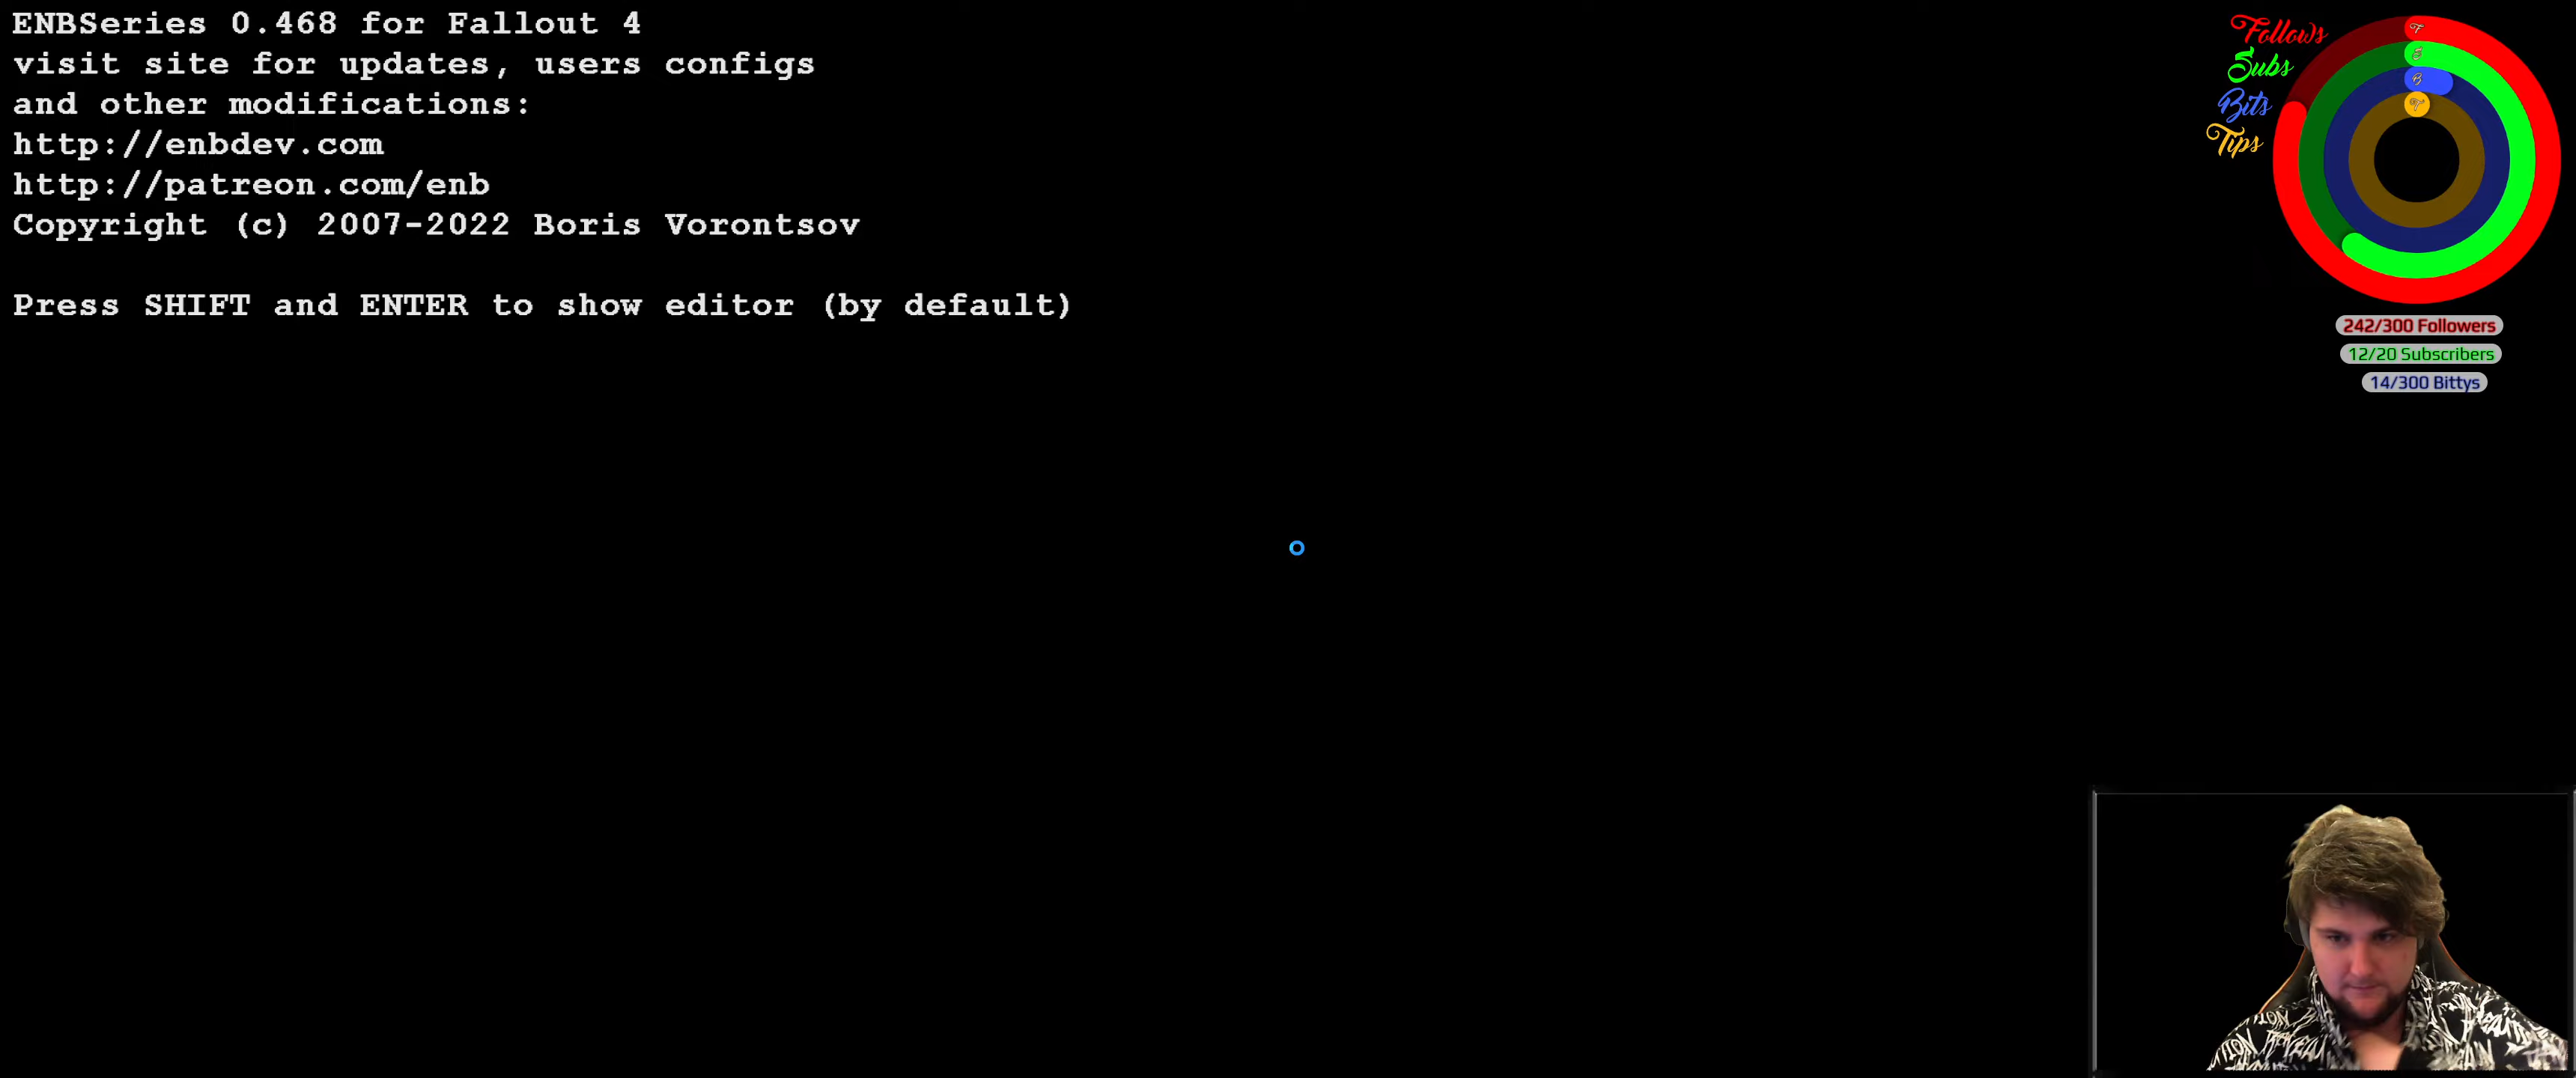 ENBSeries 0.468 for Fallout 4
visit site for updates, users configs
and other modifications:
http://enbdev.com
http://patreon.com/enb
Copyright (c) 2007-2022 Boris Vorontsov
Press SHIFT and ENTER to show editor (by default)
Follows
Subs
Bits
Tips
F
S
B
T
242/300 Followers
12/20 Subscribers
14/300 Bittys